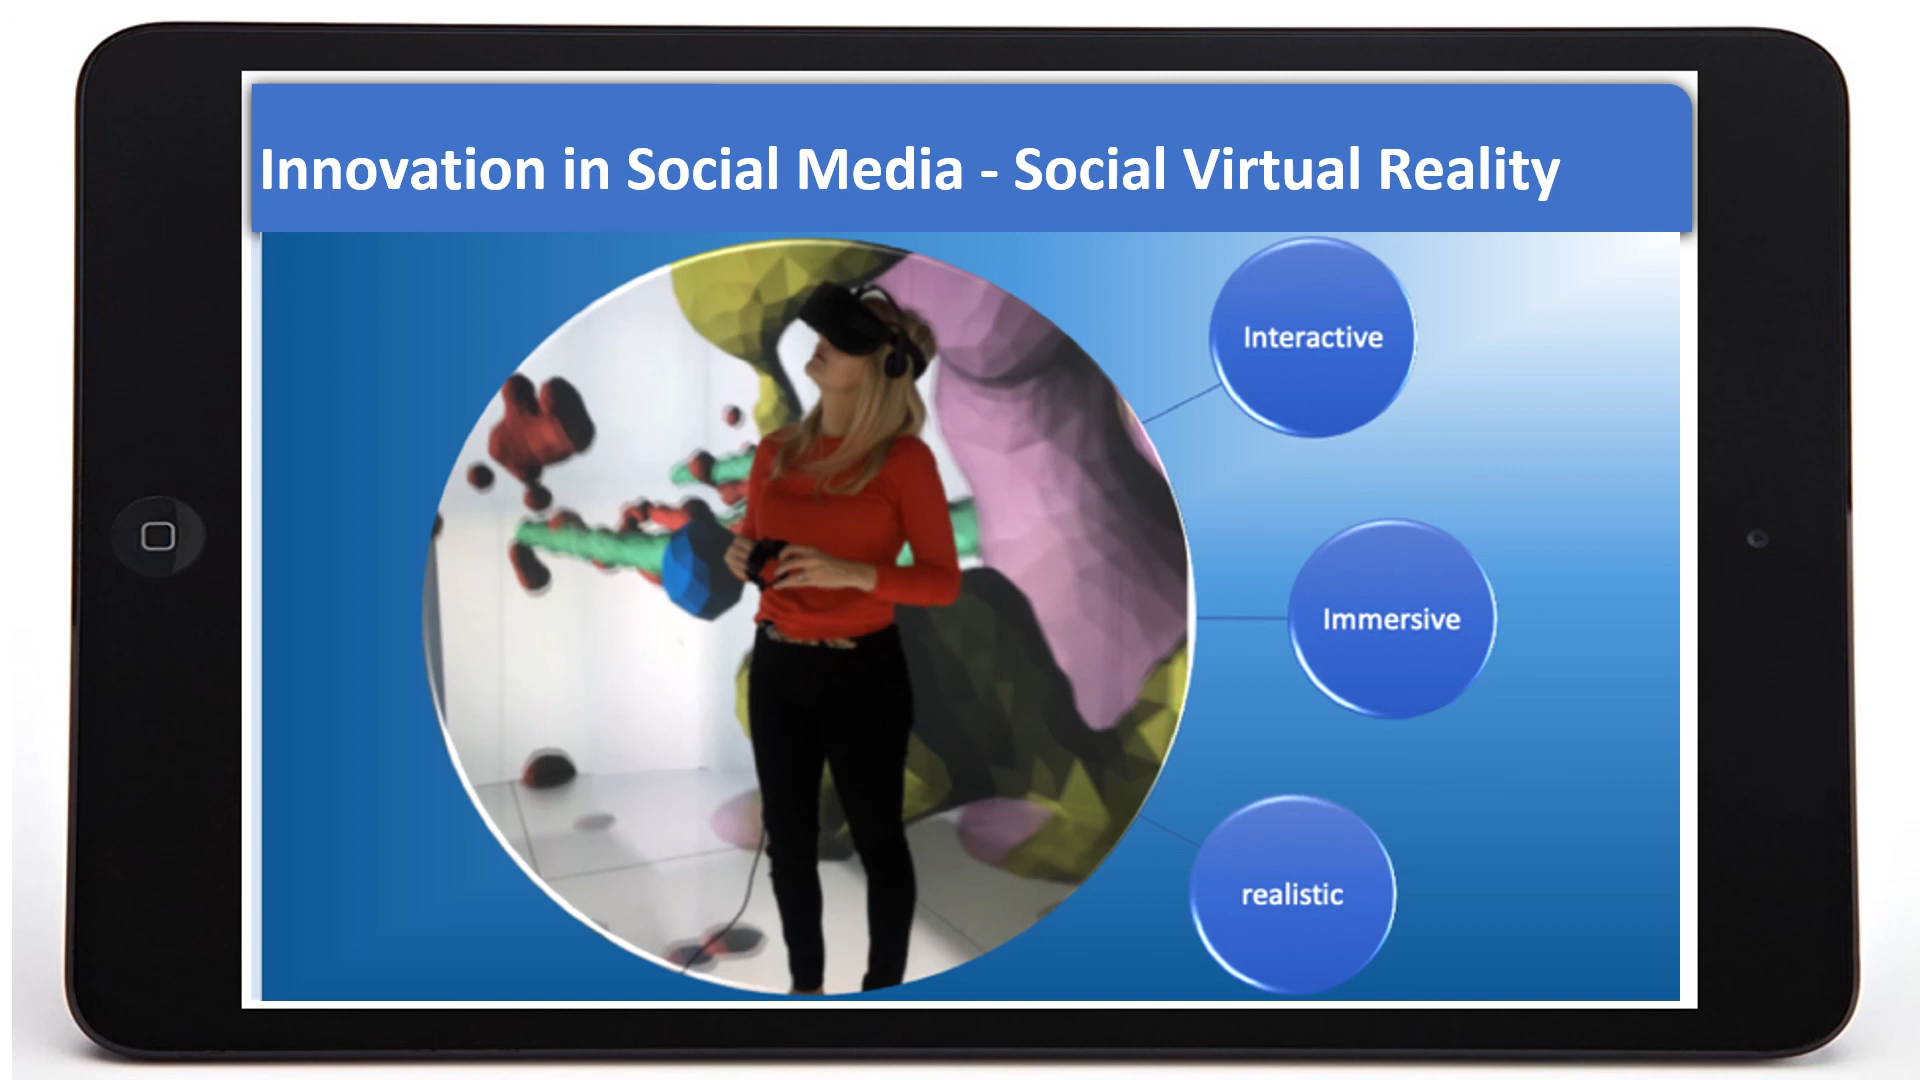 Innovation in Social Media - Social Virtual Reality
Interactive
Immersive
realistic